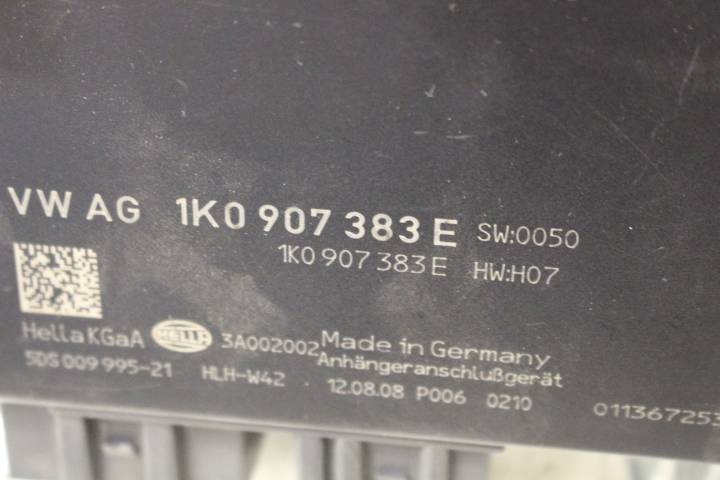 VW AG 1K0 907 383 E SW:0050
1K0 907 383 E HW:H07
Hella KGaA HELLA 3A002002 Made in Germany
Anhängeranschlußgerät
5DS 009 995-21 HLH-W42 12.08.08 P006 0210 011367253